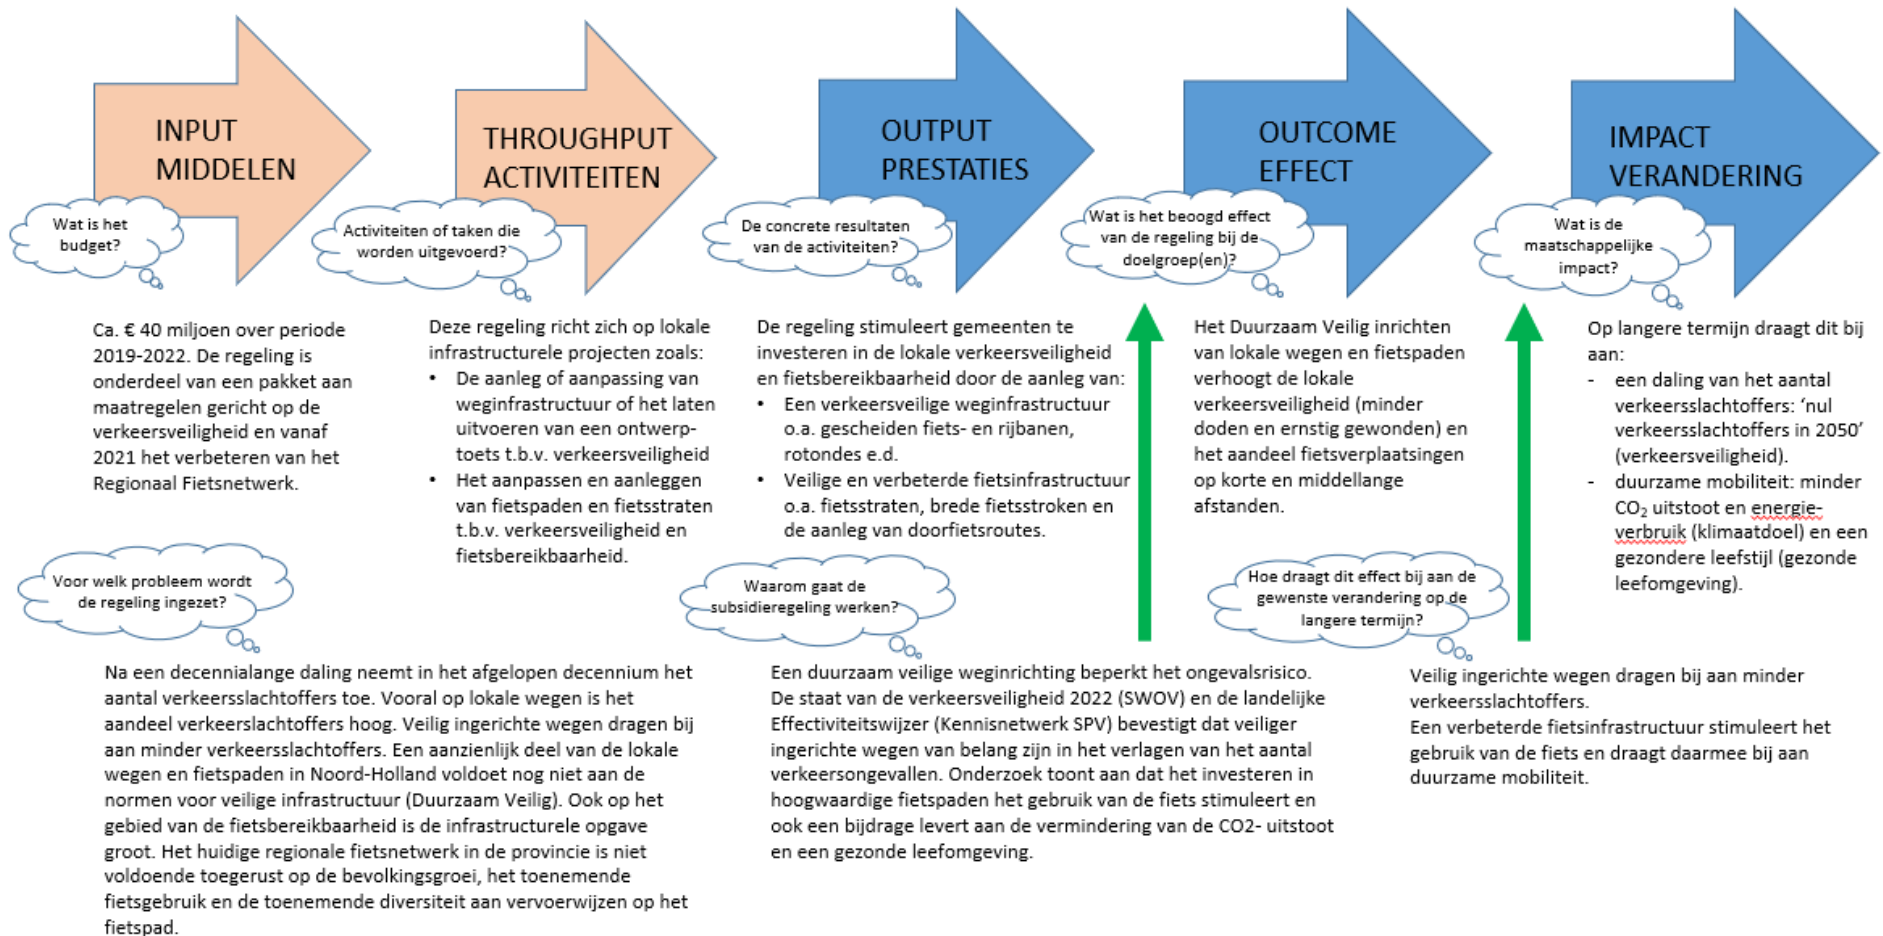 INPUT
MIDDELEN
THROUGHPUT
ACTIVITEITEN
OUTPUT
PRESTATIES
OUTCOME
EFFECT
IMPACT
VERANDERING
Wat is het
budget?
Activiteiten of taken die
worden uitgevoerd?
De concrete resultaten
van de activiteiten?
Wat is het beoogd effect
van de regeling bij de
doelgroep(en)?
Wat is de
maatschappelijke
impact?
Ca. € 40 miljoen over periode
2019-2022. De regeling is
onderdeel van een pakket aan
maatregelen gericht op de
verkeersveiligheid en vanaf
2021 het verbeteren van het
Regionaal Fietsnetwerk.
Deze regeling richt zich op lokale
infrastructurele projecten zoals:
• De aanleg of aanpassing van
weginfrastructuur of het laten
uitvoeren van een ontwerp-
toets t.b.v. verkeersveiligheid
• Het aanpassen en aanleggen
van fietspaden en fietsstraten
t.b.v. verkeersveiligheid en
fietsbereikbaarheid.
De regeling stimuleert gemeenten te
investeren in de lokale verkeersveiligheid
en fietsbereikbaarheid door de aanleg van:
• Een verkeersveilige weginfrastructuur
o.a. gescheiden fiets- en rijbanen,
rotondes e.d.
• Veilige en verbeterde fietsinfrastructuur
o.a. fietsstraten, brede fietsstroken en
de aanleg van doorfietsroutes.
Het Duurzaam Veilig inrichten
van lokale wegen en fietspaden
verhoogt de lokale
verkeersveiligheid (minder
doden en ernstig gewonden) en
het aandeel fietsverplaatsingen
op korte en middellange
afstanden.
Op langere termijn draagt dit bij
aan:
- een daling van het aantal
verkeersslachtoffers: ‘nul
verkeersslachtoffers in 2050’
(verkeersveiligheid).
- duurzame mobiliteit: minder
CO₂ uitstoot en energie-
verbruik (klimaatdoel) en een
gezondere leefstijl (gezonde
leefomgeving).
Voor welk probleem wordt
de regeling ingezet?
Waarom gaat de
subsidieregeling werken?
Hoe draagt dit effect bij aan de
gewenste verandering op de
langere termijn?
Na een decennialange daling neemt in het afgelopen decennium het
aantal verkeersslachtoffers toe. Vooral op lokale wegen is het
aandeel verkeerslachtoffers hoog. Veilig ingerichte wegen dragen bij
aan minder verkeersslachtoffers. Een aanzienlijk deel van de lokale
wegen en fietspaden in Noord-Holland voldoet nog niet aan de
normen voor veilige infrastructuur (Duurzaam Veilig). Ook op het
gebied van de fietsbereikbaarheid is de infrastructurele opgave
groot. Het huidige regionale fietsnetwerk in de provincie is niet
voldoende toegerust op de bevolkingsgroei, het toenemende
fietsgebruik en de toenemende diversiteit aan vervoerwijzen op het
fietspad.
Een duurzaam veilige weginrichting beperkt het ongevalsrisico.
De staat van de verkeersveiligheid 2022 (SWOV) en de landelijke
Effectiviteitswijzer (Kennisnetwerk SPV) bevestigt dat veiliger
ingerichte wegen van belang zijn in het verlagen van het aantal
verkeersongevallen. Onderzoek toont aan dat het investeren in
hoogwaardige fietspaden het gebruik van de fiets stimuleert en
ook een bijdrage levert aan de vermindering van de CO2- uitstoot
en een gezonde leefomgeving.
Veilig ingerichte wegen dragen bij aan minder
verkeersslachtoffers.
Een verbeterde fietsinfrastructuur stimuleert het
gebruik van de fiets en draagt daarmee bij aan
duurzame mobiliteit.